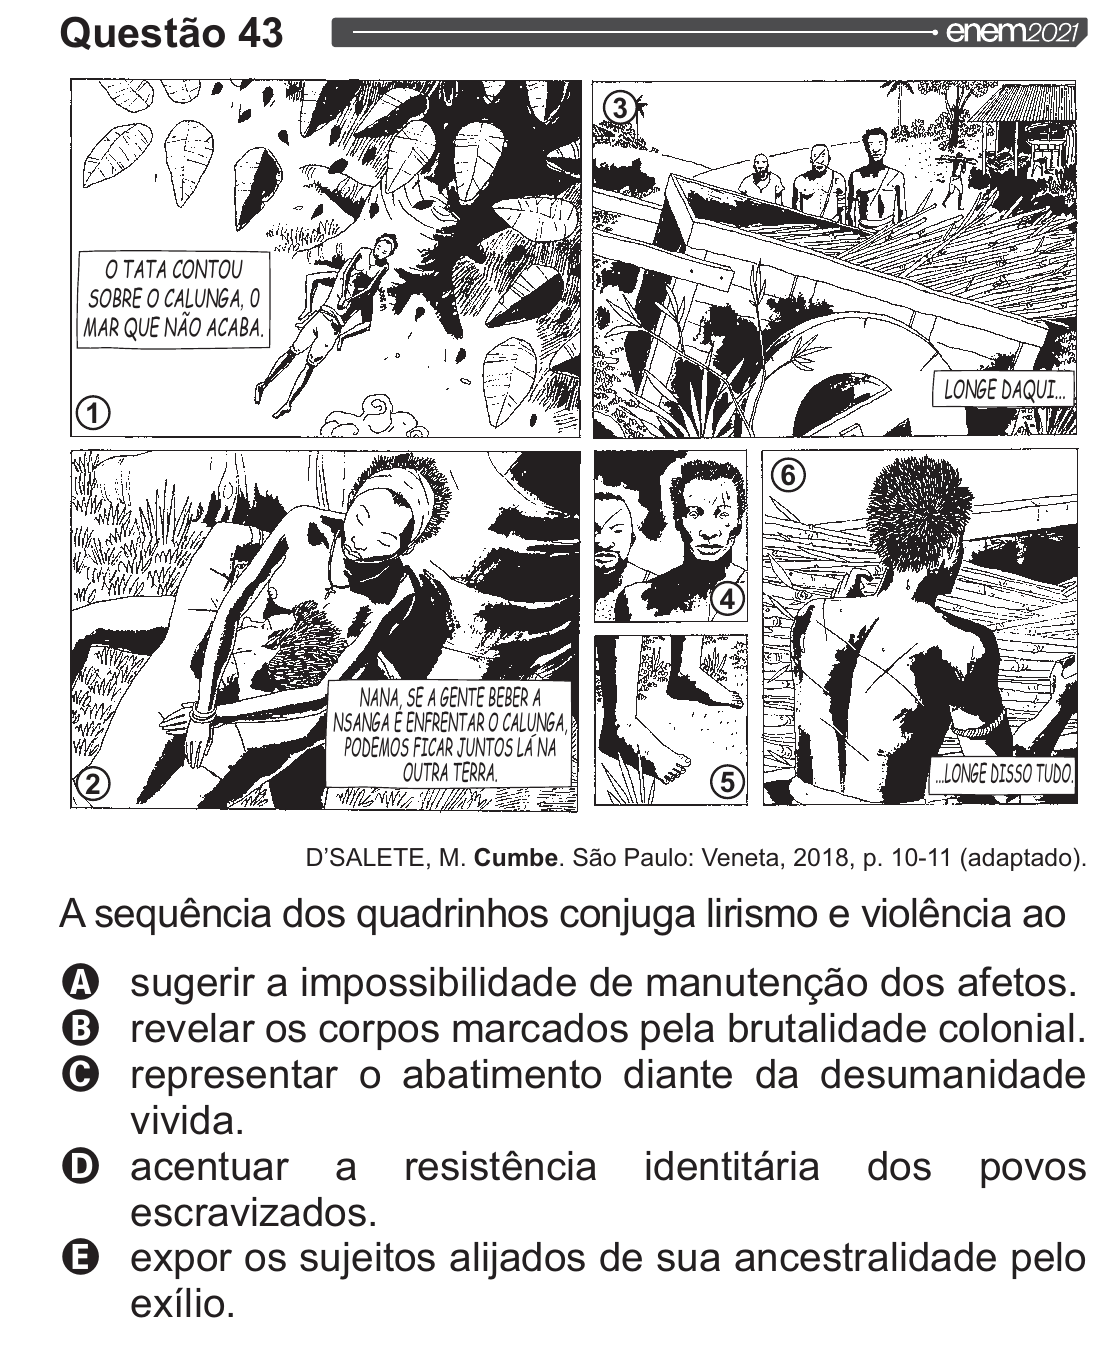 Questão 43
enem2021
1
O TATA CONTOU
SOBRE O CALUNGA, O
MAR QUE NÃO ACABA.
2
NANA, SE A GENTE BEBER A
NSANGA E ENFRENTAR O CALUNGA,
PODEMOS FICAR JUNTOS LÁ NA
OUTRA TERRA.
3
LONGE DAQUI...
4
5
6
...LONGE DISSO TUDO.
D’SALETE, M. Cumbe. São Paulo: Veneta, 2018, p. 10-11 (adaptado).
A sequência dos quadrinhos conjuga lirismo e violência ao
A sugerir a impossibilidade de manutenção dos afetos.
B revelar os corpos marcados pela brutalidade colonial.
C representar o abatimento diante da desumanidade
vivida.
D acentuar a resistência identitária dos povos
escravizados.
E expor os sujeitos alijados de sua ancestralidade pelo
exílio.